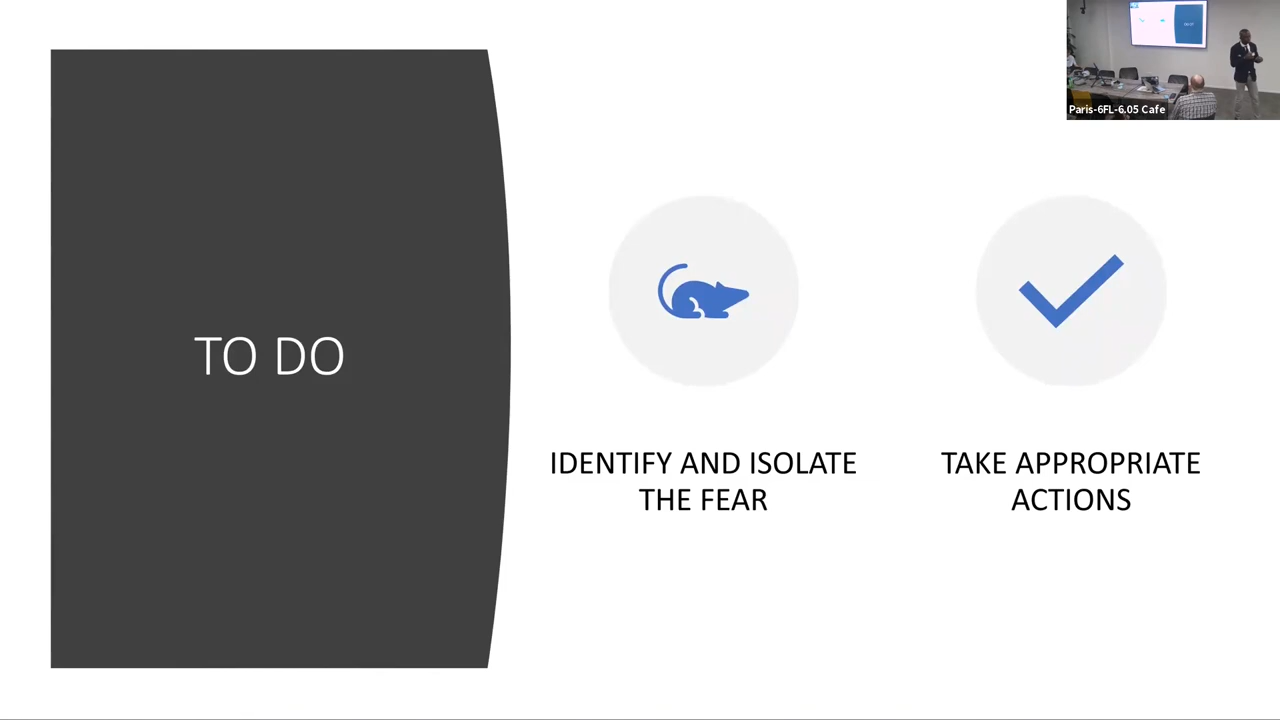 Paris-6FL-6.05 Cafe
TO DO
IDENTIFY AND ISOLATE
THE FEAR
TAKE APPROPRIATE
ACTIONS